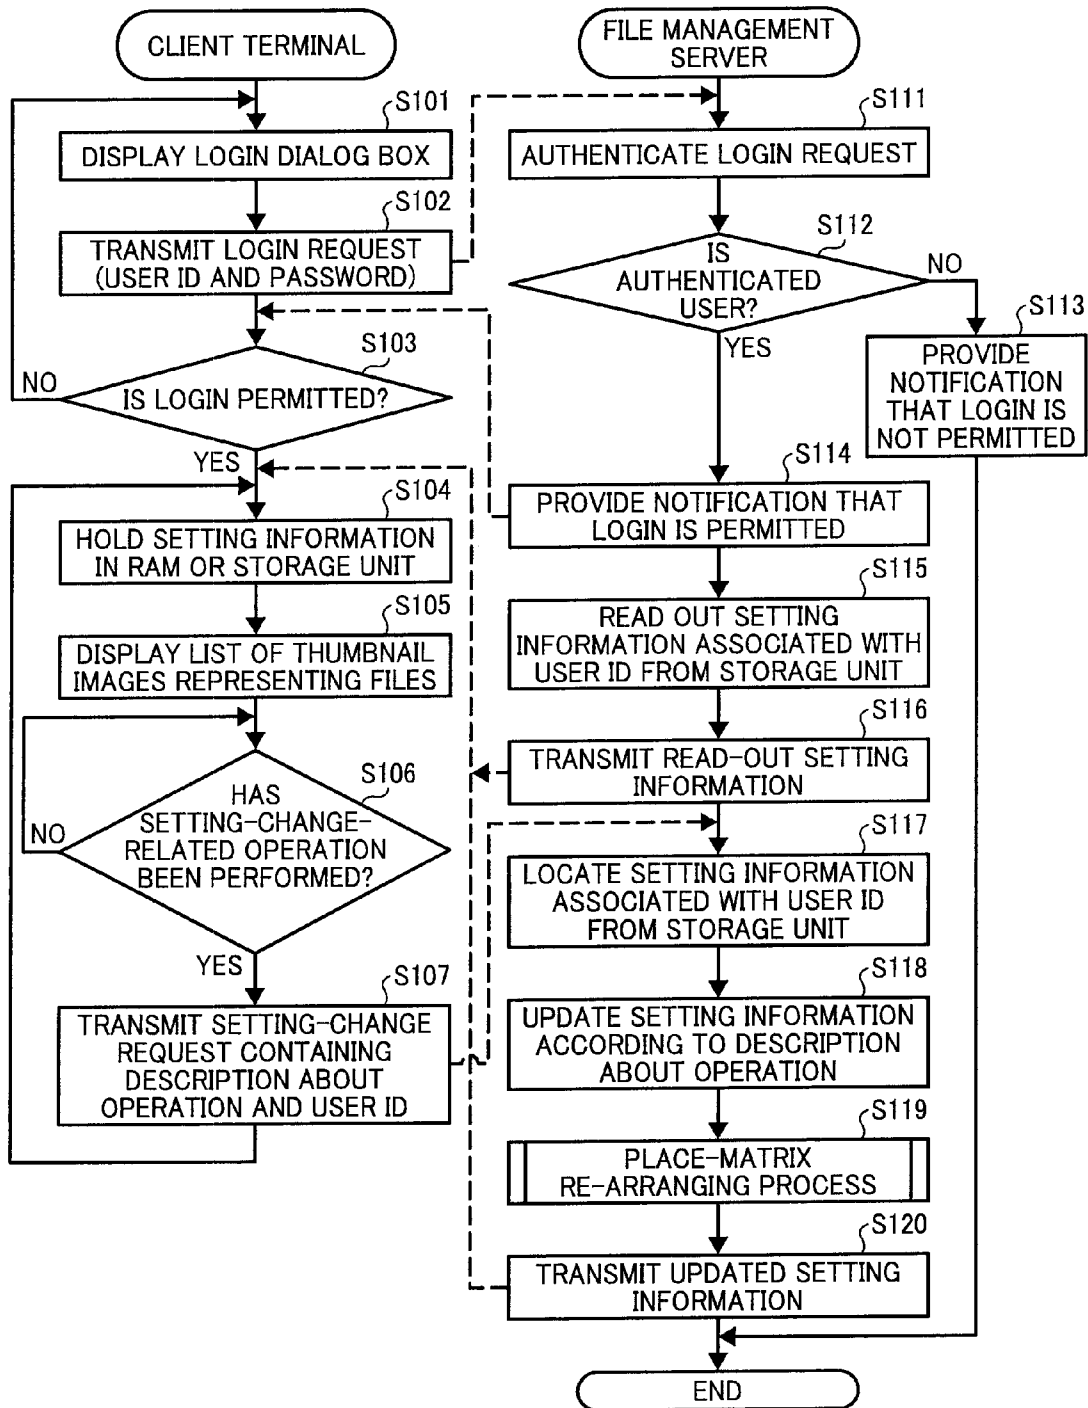 CLIENT TERMINAL
S101
DISPLAY LOGIN DIALOG BOX
S102
TRANSMIT LOGIN REQUEST
(USER ID AND PASSWORD)
S103
IS LOGIN PERMITTED?
NO
YES
S104
HOLD SETTING INFORMATION
IN RAM OR STORAGE UNIT
S105
DISPLAY LIST OF THUMBNAIL
IMAGES REPRESENTING FILES
S106
HAS
SETTING-CHANGE-
RELATED OPERATION
BEEN PERFORMED?
NO
YES
S107
TRANSMIT SETTING-CHANGE
REQUEST CONTAINING
DESCRIPTION ABOUT
OPERATION AND USER ID
FILE MANAGEMENT
SERVER
S111
AUTHENTICATE LOGIN REQUEST
S112
IS
AUTHENTICATED
USER?
NO
YES
S113
PROVIDE
NOTIFICATION
THAT LOGIN IS
NOT PERMITTED
S114
PROVIDE NOTIFICATION THAT
LOGIN IS PERMITTED
S115
READ OUT SETTING
INFORMATION ASSOCIATED WITH
USER ID FROM STORAGE UNIT
S116
TRANSMIT READ-OUT SETTING
INFORMATION
S117
LOCATE SETTING INFORMATION
ASSOCIATED WITH USER ID
FROM STORAGE UNIT
S118
UPDATE SETTING INFORMATION
ACCORDING TO DESCRIPTION
ABOUT OPERATION
S119
PLACE-MATRIX
RE-ARRANGING PROCESS
S120
TRANSMIT UPDATED SETTING
INFORMATION
END